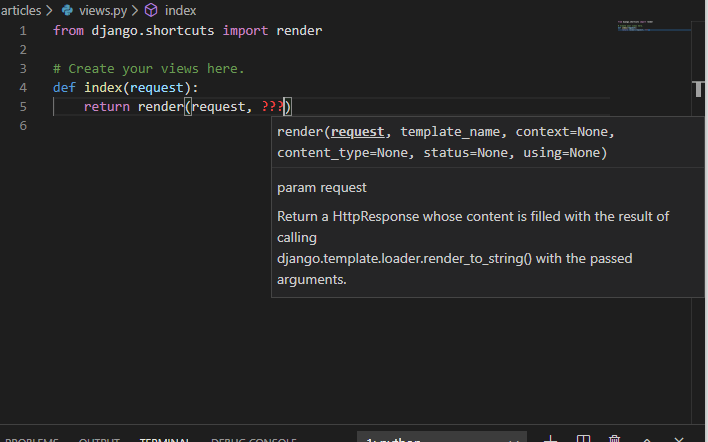 articles > views.py > index
1 from django.shortcuts import render
2
3 # Create your views here.
4 def index(request):
5     return render(request, ???)
6
render(request, template_name, context=None,
content_type=None, status=None, using=None)
param request
Return a HttpResponse whose content is filled with the result of
calling
django.template.loader.render_to_string() with the passed
arguments.
PROBLEMS OUTPUT TERMINAL DEBUG CONSOLE 1: python